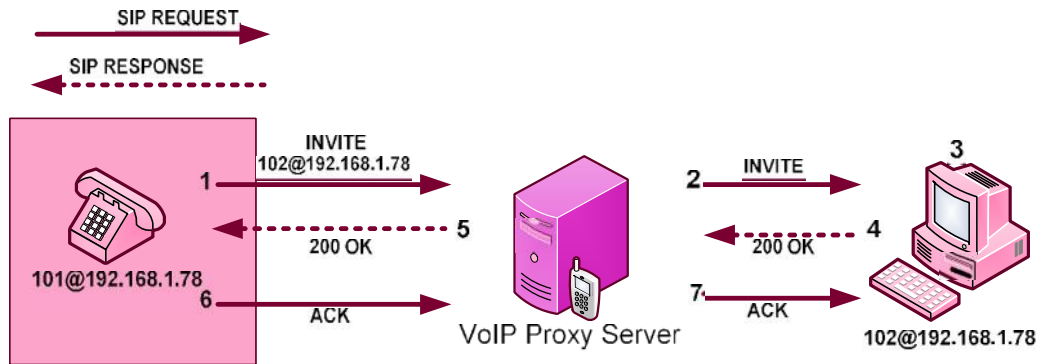 SIP REQUEST
SIP RESPONSE
INVITE
102@192.168.1.78
1
2
INVITE
3
5
200 OK
4
200 OK
101@192.168.1.78
6
ACK
7
ACK
VoIP Proxy Server
102@192.168.1.78